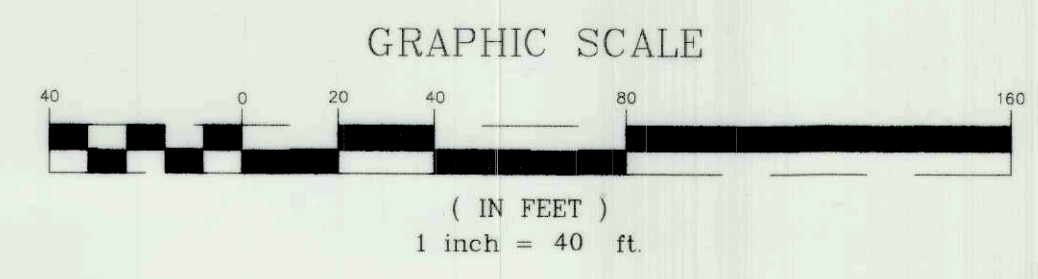 GRAPHIC SCALE
40 0 20 40 80 160
( IN FEET )
1 inch = 40 ft.